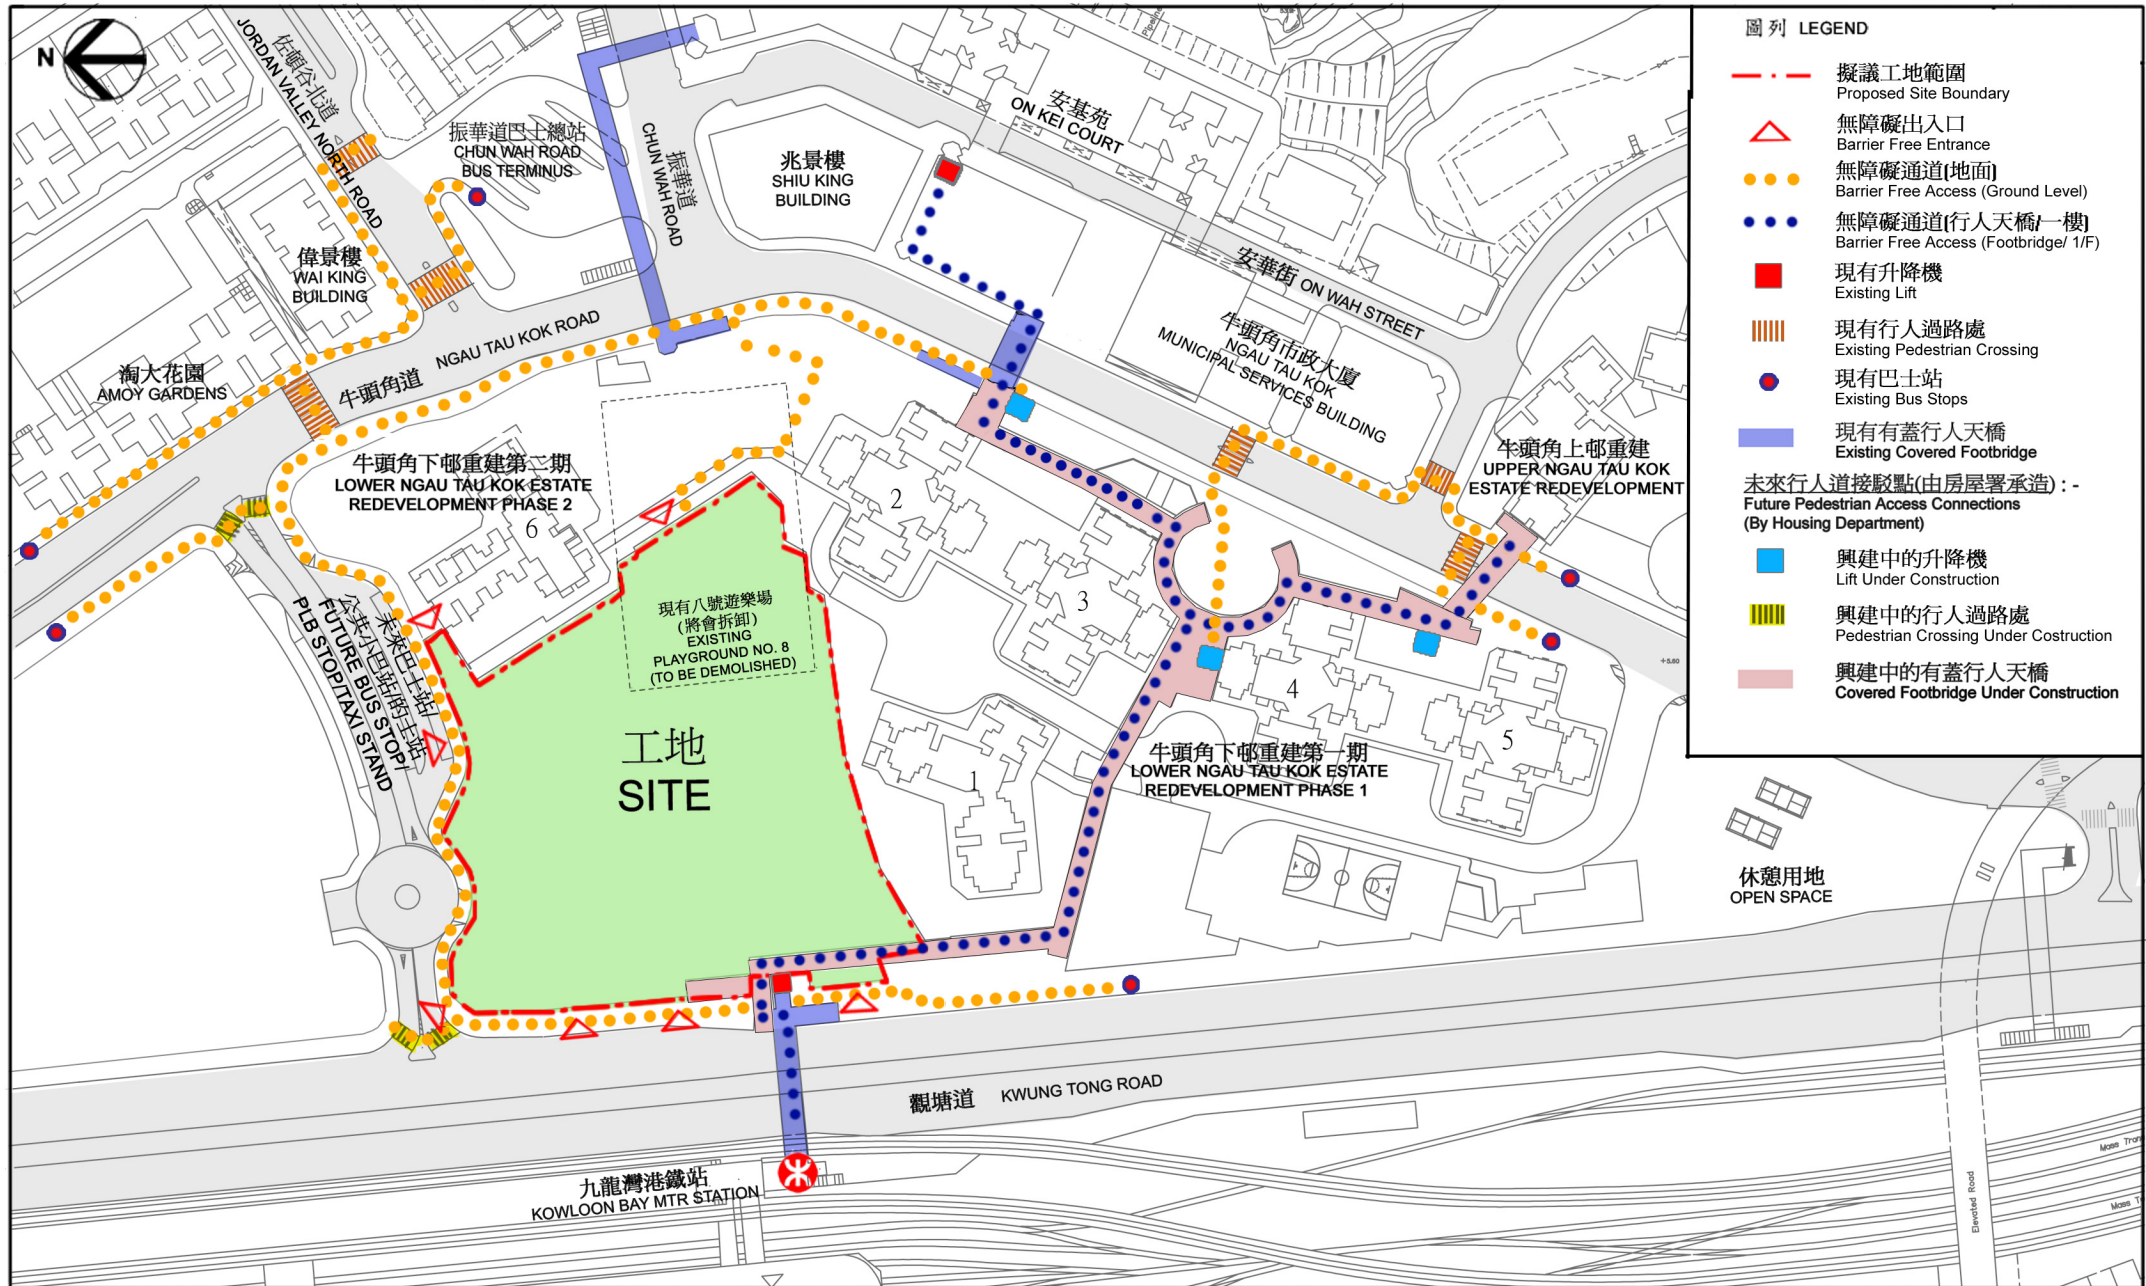 N
佐頓谷北道
JORDAN VALLEY NORTH ROAD
振華道巴士總站
CHUN WAH ROAD
BUS TERMINUS
振華道
CHUN WAH ROAD
兆景樓
SHIU KING
BUILDING
安基苑
ON KEI COURT
偉景樓
WAI KING
BUILDING
安華街 ON WAH STREET
淘大花園
AMOY GARDENS
牛頭角道 NGAU TAU KOK ROAD
牛頭角市政大廈
NGAU TAU KOK
MUNICIPAL SERVICES BUILDING
牛頭角上邨重建
UPPER NGAU TAU KOK
ESTATE REDEVELOPMENT
牛頭角下邨重建第二期
LOWER NGAU TAU KOK ESTATE
REDEVELOPMENT PHASE 2
6
2
3
4
5
1
現有八號遊樂場
(將會拆卸)
EXISTING
PLAYGROUND NO. 8
(TO BE DEMOLISHED)
未來巴士站/
公共小巴站/的士站
FUTURE BUS STOP/
PLB STOP/TAXI STAND
工地
SITE
牛頭角下邨重建第一期
LOWER NGAU TAU KOK ESTATE
REDEVELOPMENT PHASE 1
休憩用地
OPEN SPACE
觀塘道 KWUNG TONG ROAD
九龍灣港鐵站
KOWLOON BAY MTR STATION
Elevated Road
Pipeline
+5.60
圖列 LEGEND
擬議工地範圍
Proposed Site Boundary
無障礙出入口
Barrier Free Entrance
無障礙通道(地面)
Barrier Free Access (Ground Level)
無障礙通道(行人天橋/一樓)
Barrier Free Access (Footbridge/ 1/F)
現有升降機
Existing Lift
現有行人過路處
Existing Pedestrian Crossing
現有巴士站
Existing Bus Stops
現有有蓋行人天橋
Existing Covered Footbridge
未來行人道接駁點(由房屋署承造) : -
Future Pedestrian Access Connections
(By Housing Department)
興建中的升降機
Lift Under Construction
興建中的行人過路處
Pedestrian Crossing Under Costruction
興建中的有蓋行人天橋
Covered Footbridge Under Construction